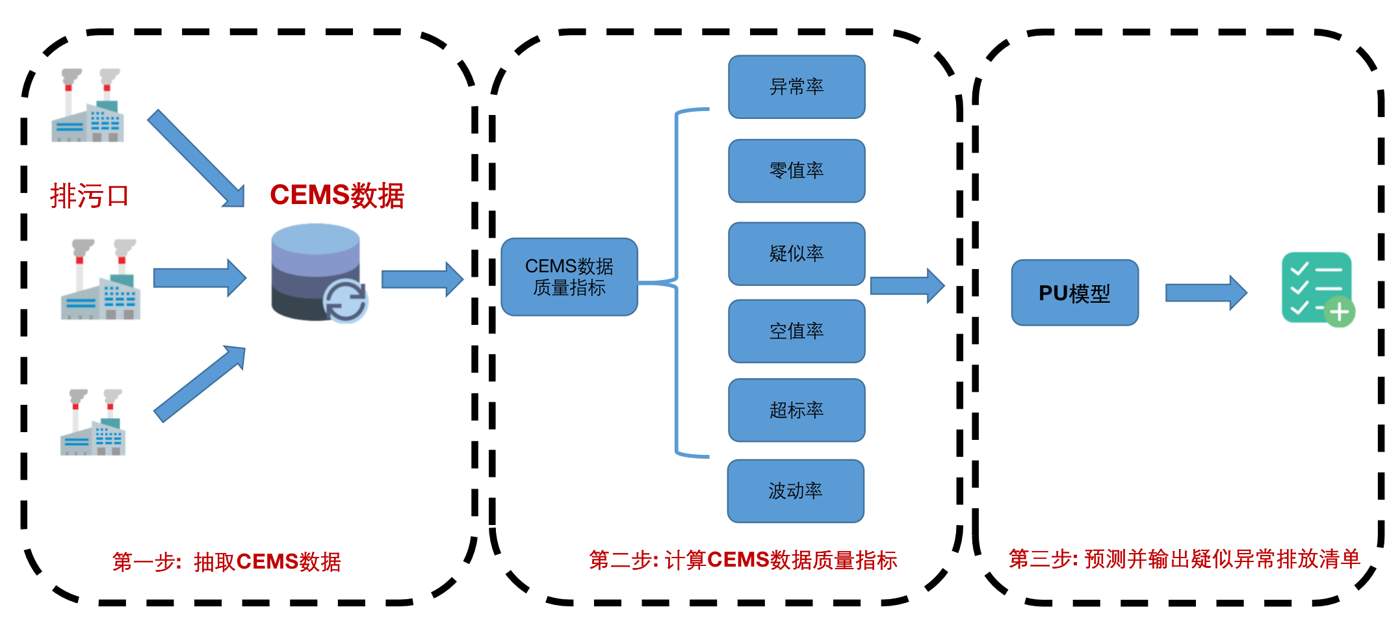 排污口
CEMS数据
第一步: 抽取CEMS数据
CEMS数据
质量指标
异常率
零值率
疑似率
空值率
超标率
波动率
第二步: 计算CEMS数据质量指标
PU模型
第三步: 预测并输出疑似异常排放清单